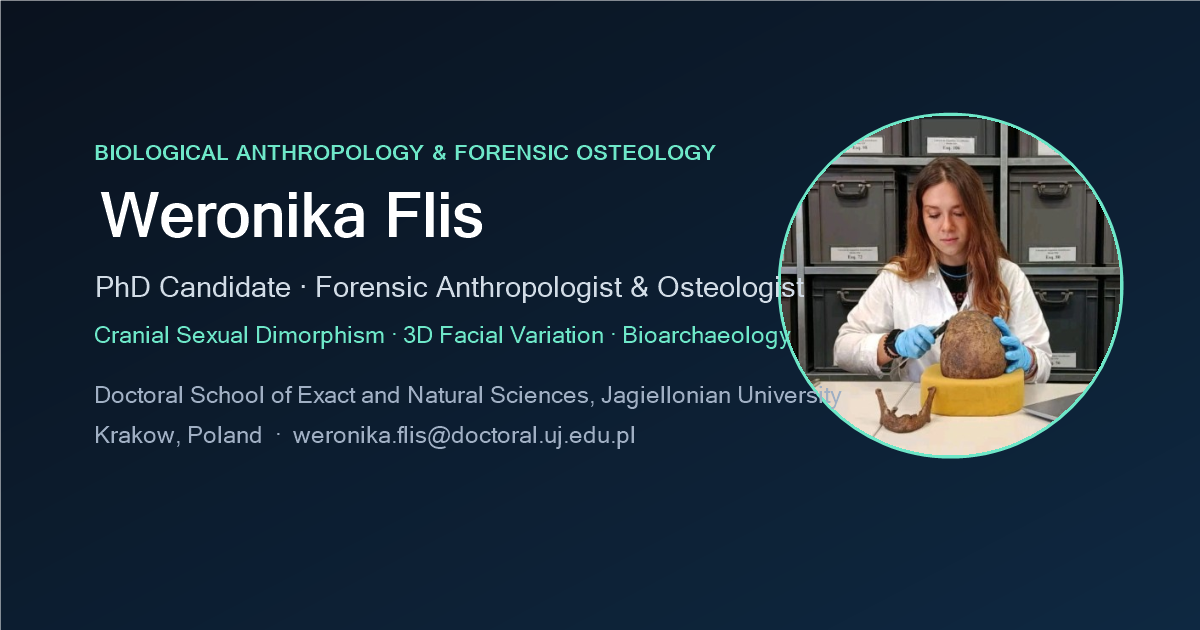 BIOLOGICAL ANTHROPOLOGY & FORENSIC OSTEOLOGY
Weronika Flis
PhD Candidate · Forensic Anthropologist & Osteologist
Cranial Sexual Dimorphism · 3D Facial Variation · Bioarchaeology
Doctoral School of Exact and Natural Sciences, Jagiellonian University
Krakow, Poland · weronika.flis@doctoral.uj.edu.pl